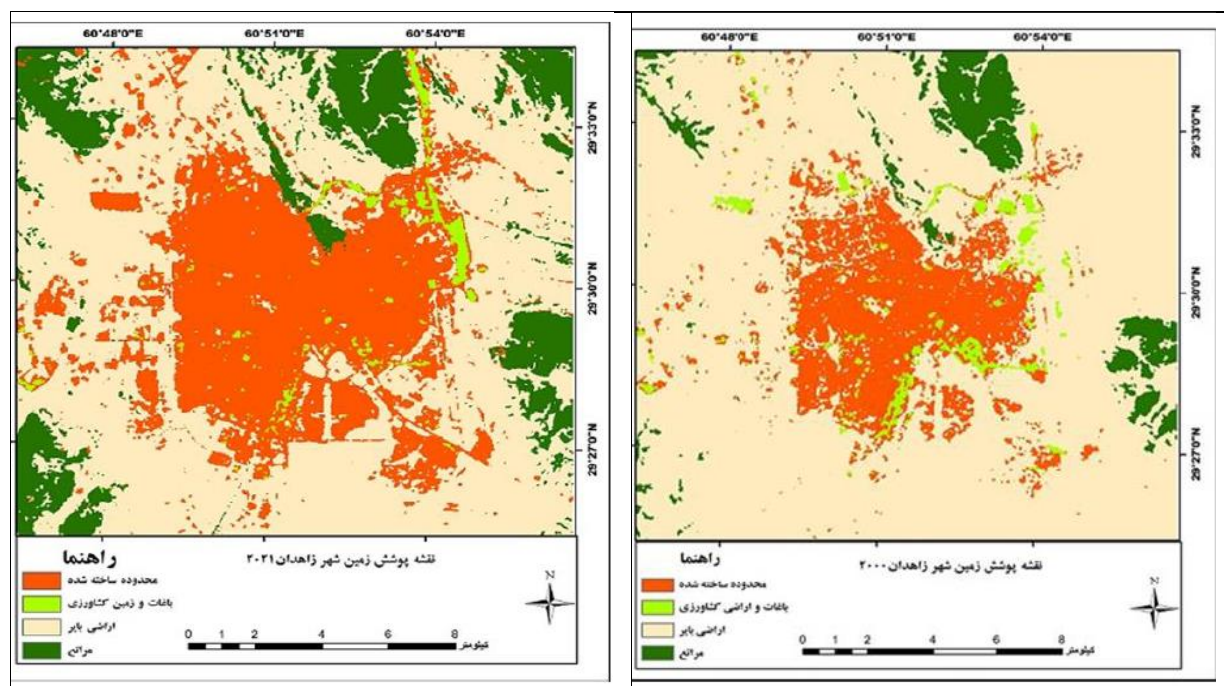 60°48'0"E 60°51'0"E 60°54'0"E
29°33'0"N
29°30'0"N
29°27'0"N
راهنما
نقشه پوشش زمین شهر زاهدان ۲۰۲۱
محدوده ساخته شده
باغات و زمین کشاورزی
اراضی بایر
مراتع
N
0 1 2 4 6 8
کیلومتر
60°48'0"E 60°51'0"E 60°54'0"E
29°33'0"N
29°30'0"N
29°27'0"N
راهنما
نقشه پوشش زمین شهر زاهدان ۲۰۰۰
محدوده ساخته شده
باغات و اراضی کشاورزی
اراضی بایر
مراتع
N
0 1 2 4 6 8
کیلومتر